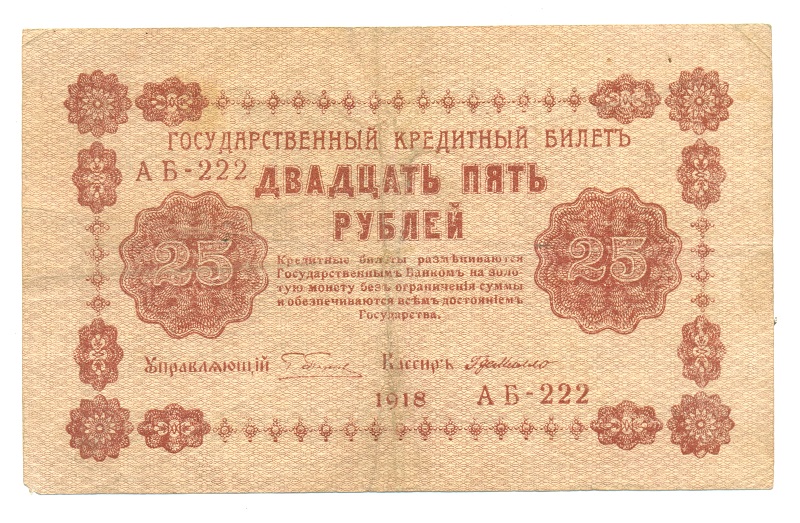 ГОСУДАРСТВЕННЫЙ КРЕДИТНЫЙ БИЛЕТЪ
АБ-222
ДВАДЦАТЬ ПЯТЬ
РУБЛЕЙ
25
25
Кредитные билеты размѣниваются
Государственнымъ Банкомъ на золо-
тую монету безъ ограниченія суммы
и обезпечиваются всѣмъ достояніемъ
Государства.
Управляющій
Кассиръ
1918 АБ-222